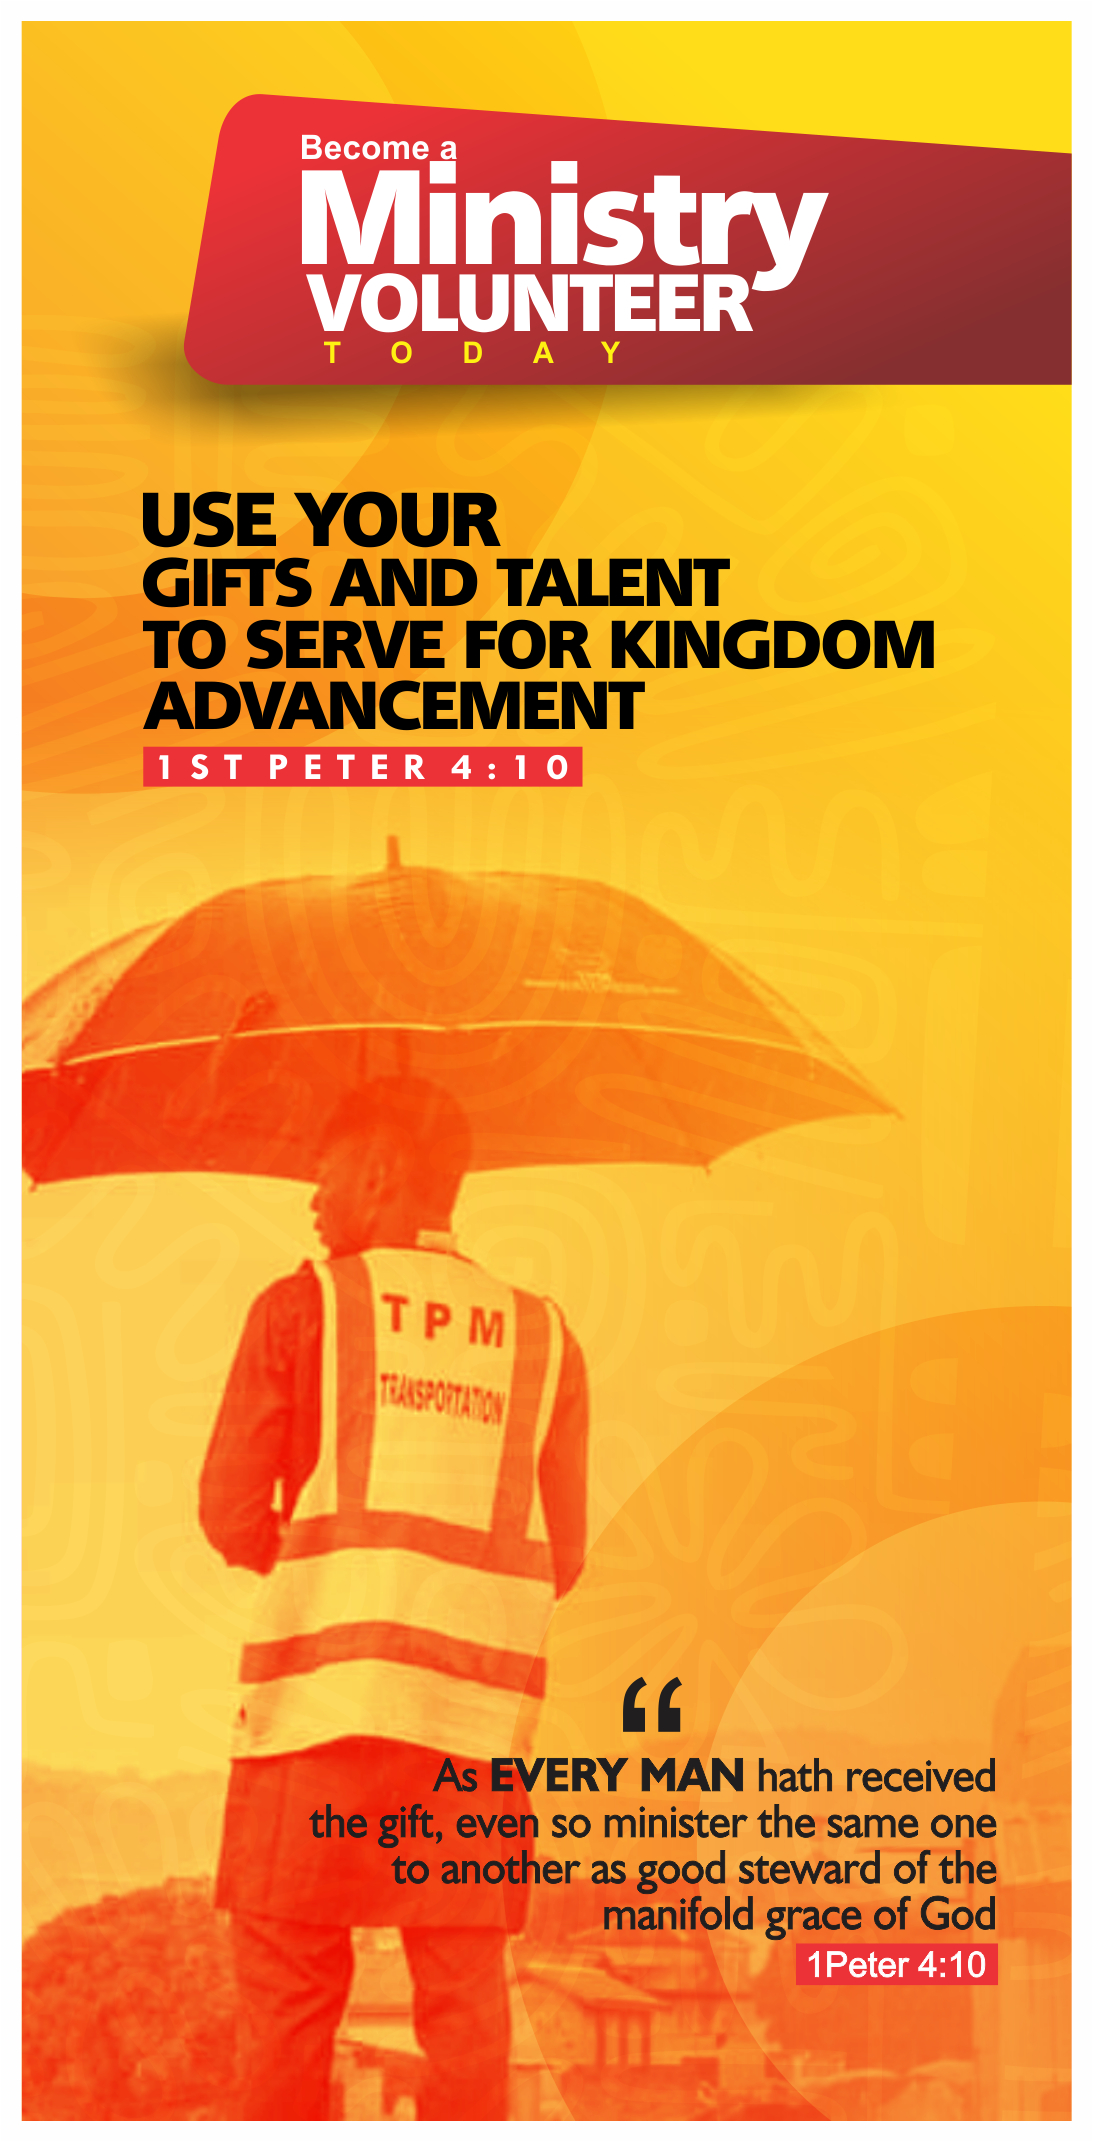 Become a
Ministry
VOLUNTEER
TODAY
USE YOUR
GIFTS AND TALENT
TO SERVE FOR KINGDOM
ADVANCEMENT
1ST PETER 4:10
TPM
TRANSPORTATION
“
As EVERY MAN hath received
the gift, even so minister the same one
to another as good steward of the
manifold grace of God
1Peter 4:10